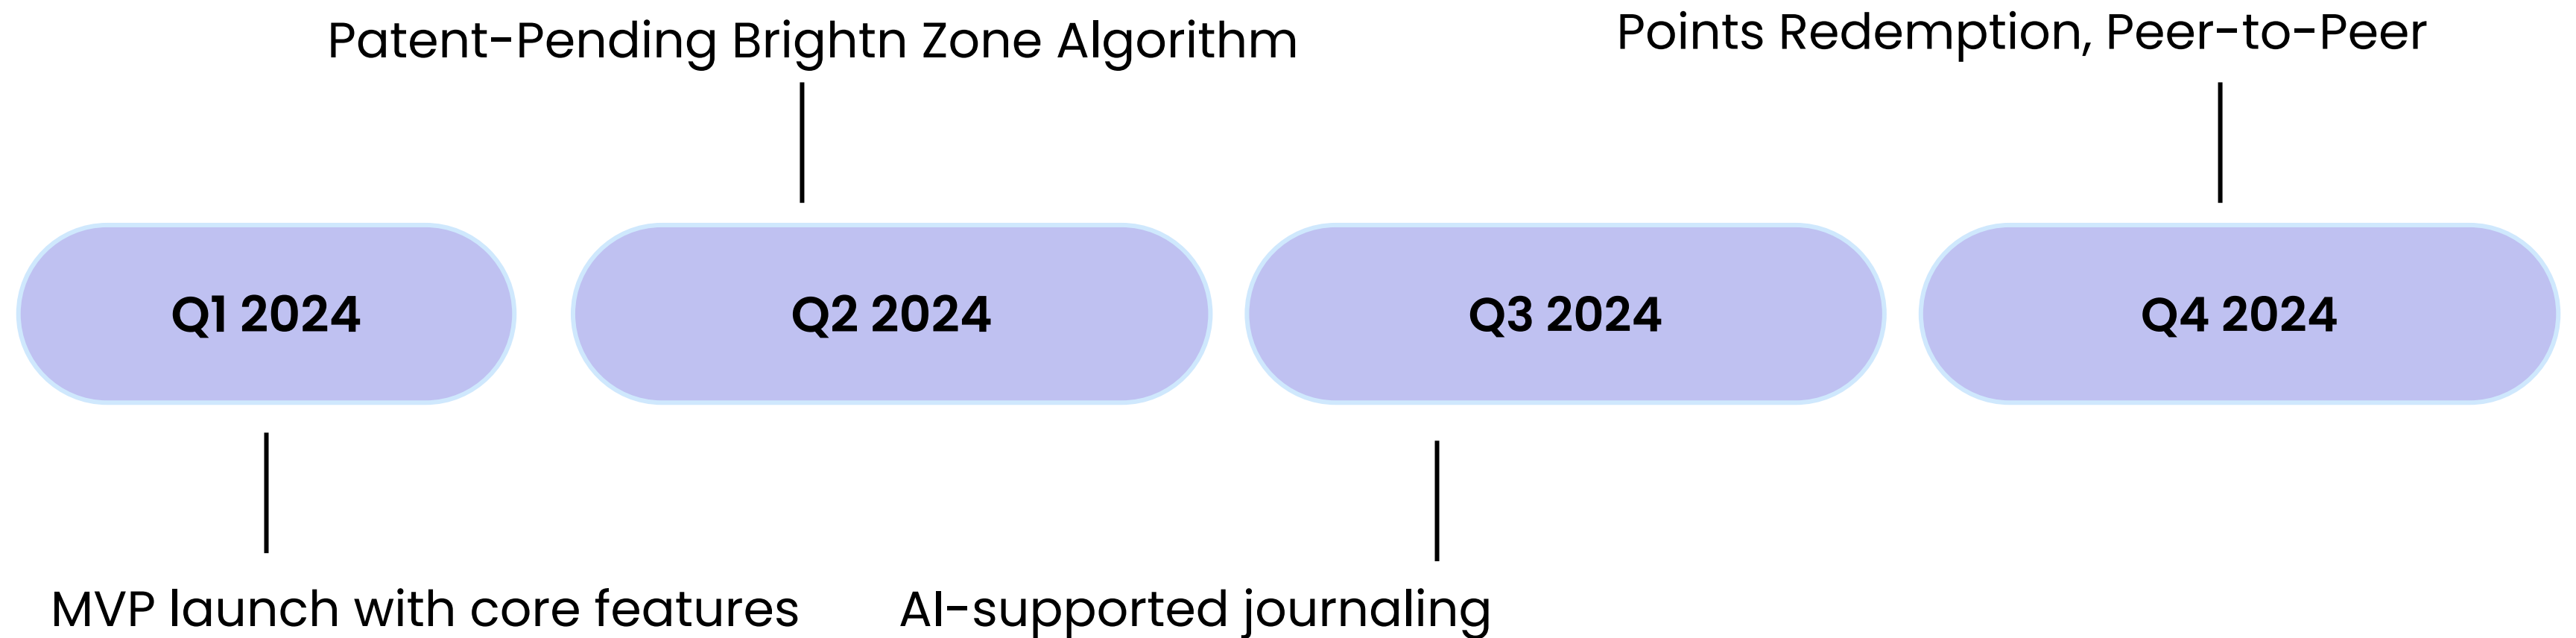 Patent-Pending Brightn Zone Algorithm
Points Redemption, Peer-to-Peer
Q1 2024
Q2 2024
Q3 2024
Q4 2024
MVP launch with core features
AI-supported journaling